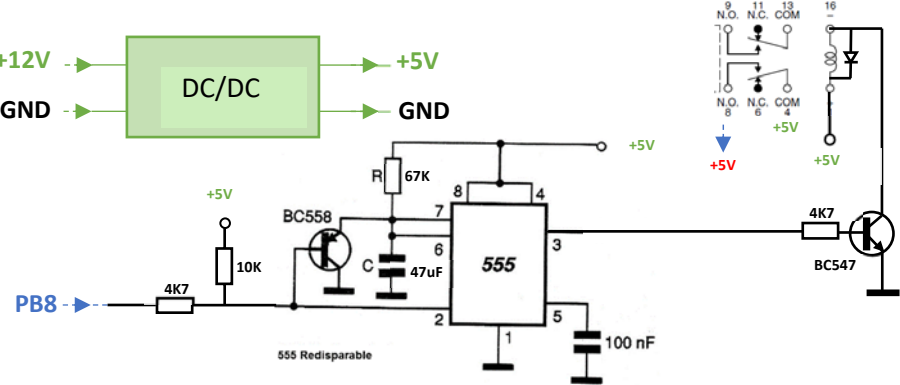 9 11 13 16
N.O. N.C. COM –
+12V
DC/DC
+5V
GND
GND
N.O. N.C. COM
8 6 4
+5V
+5V
+5V
+5V
R 67K
8 4
+5V
BC558
7
4K7
6
3
555
C 47uF
10K
BC547
4K7
PB8
2
5
1
100 nF
555 Redisparable